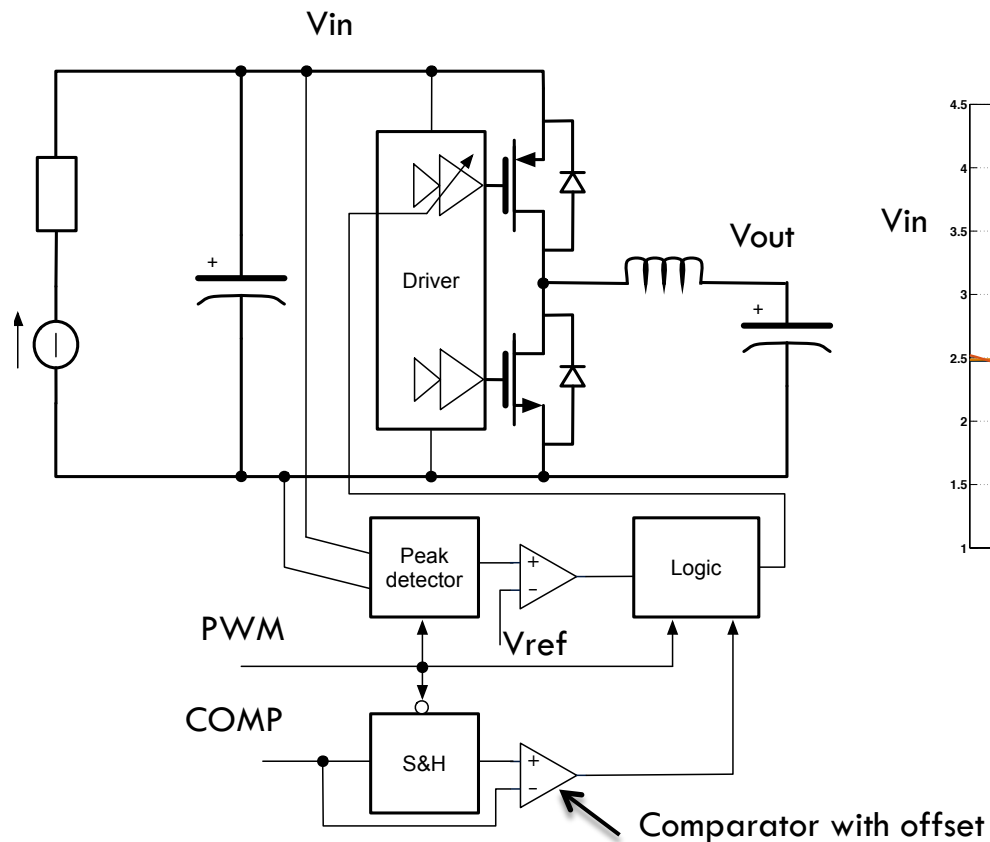 Vin
+
Driver
Vout
+
Vin
4.5
4
3.5
3
2.5
2
1.5
1
Peak
detector
+
−
Logic
PWM
Vref
COMP
S&H
+
−
Comparator with offset